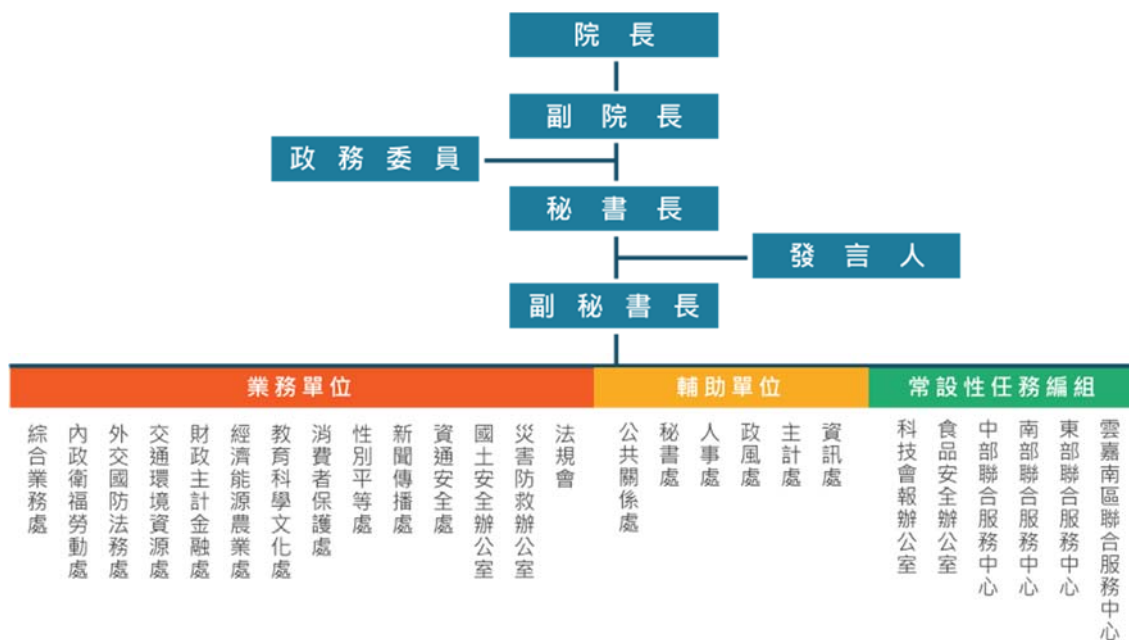 院長
副院長
政務委員
秘書長
發言人
副秘書長
業務單位
輔助單位
常設性任務編組
綜合業務處
內政衛福勞動處
外交國防法務處
交通環境資源處
財政主計金融處
經濟能源農業處
教育科學文化處
消費者保護處
性別平等處
新聞傳播處
資通安全處
國土安全辦公室
災害防救辦公室
法規會
公共關係處
秘書處
人事處
政風處
主計處
資訊處
科技會報辦公室
食品安全辦公室
中部聯合服務中心
南部聯合服務中心
東部聯合服務中心
雲嘉南區聯合服務中心